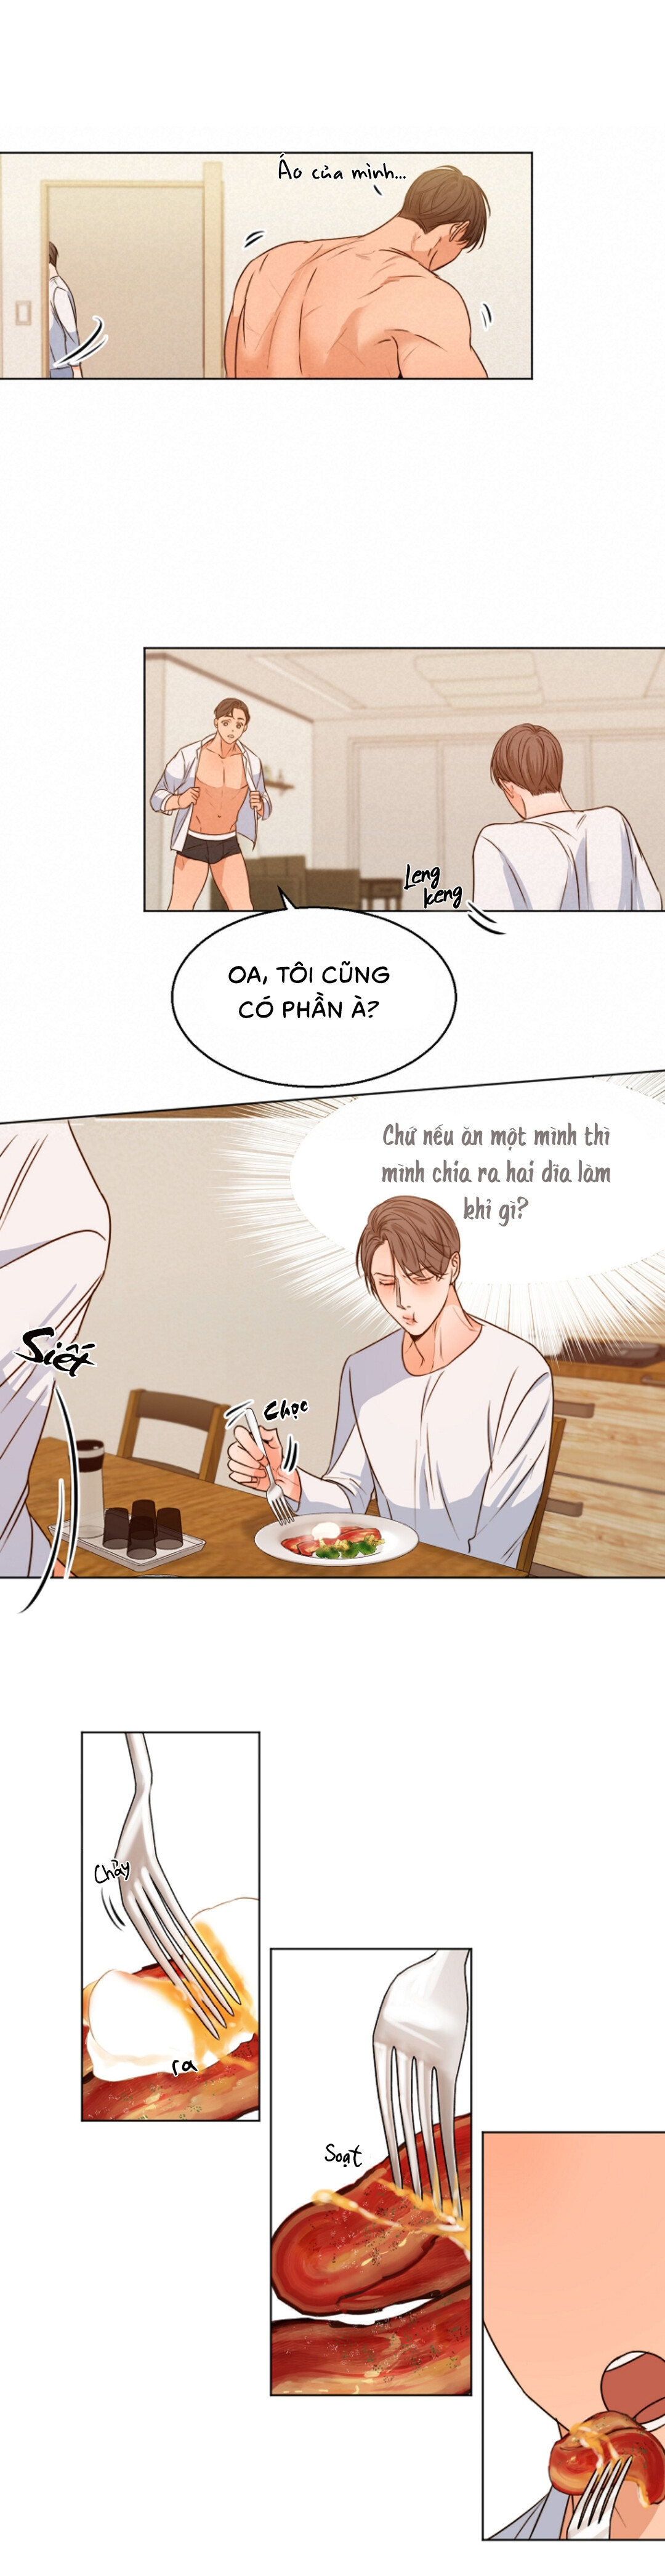 Áo của mình...
Leng
keng
OA, TÔI CŨNG
CÓ PHẦN À?
Chứ nếu ăn một mình thì
mình chia ra hai dĩa làm
khỉ gì?
Siết
Chọc
Chảy
ra
Soạt